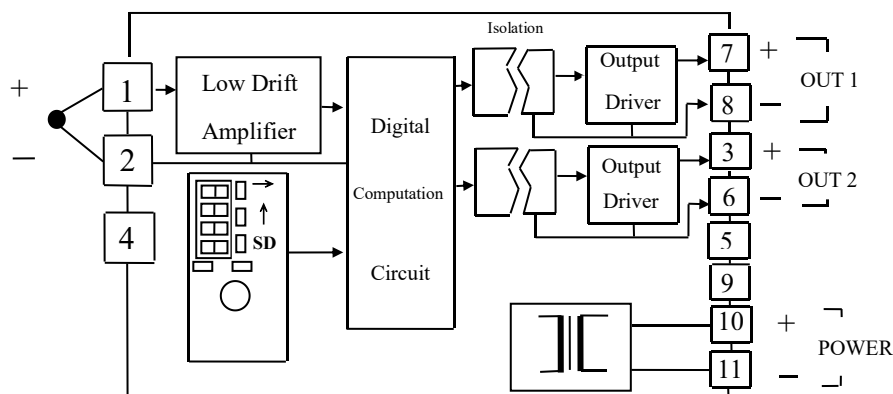 Isolation
+
1
Low Drift
Amplifier
Digital
Computation
Circuit
Output
Driver
7
+
8
−
OUT 1
−
2
Output
Driver
3
+
6
−
OUT 2
4
SD
5
9
10
+
11
−
POWER